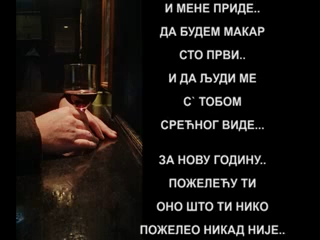 И МЕНЕ ПРИДЕ..
ДА БУДЕМ МАКАР
СТО ПРВИ..
И ДА ЉУДИ МЕ
С` ТОБОМ
СРЕЋНОГ ВИДЕ...
ЗА НОВУ ГОДИНУ..
ПОЖЕЛЕЋУ ТИ
ОНО ШТО ТИ НИКО
ПОЖЕЛЕО НИКАД НИЈЕ..